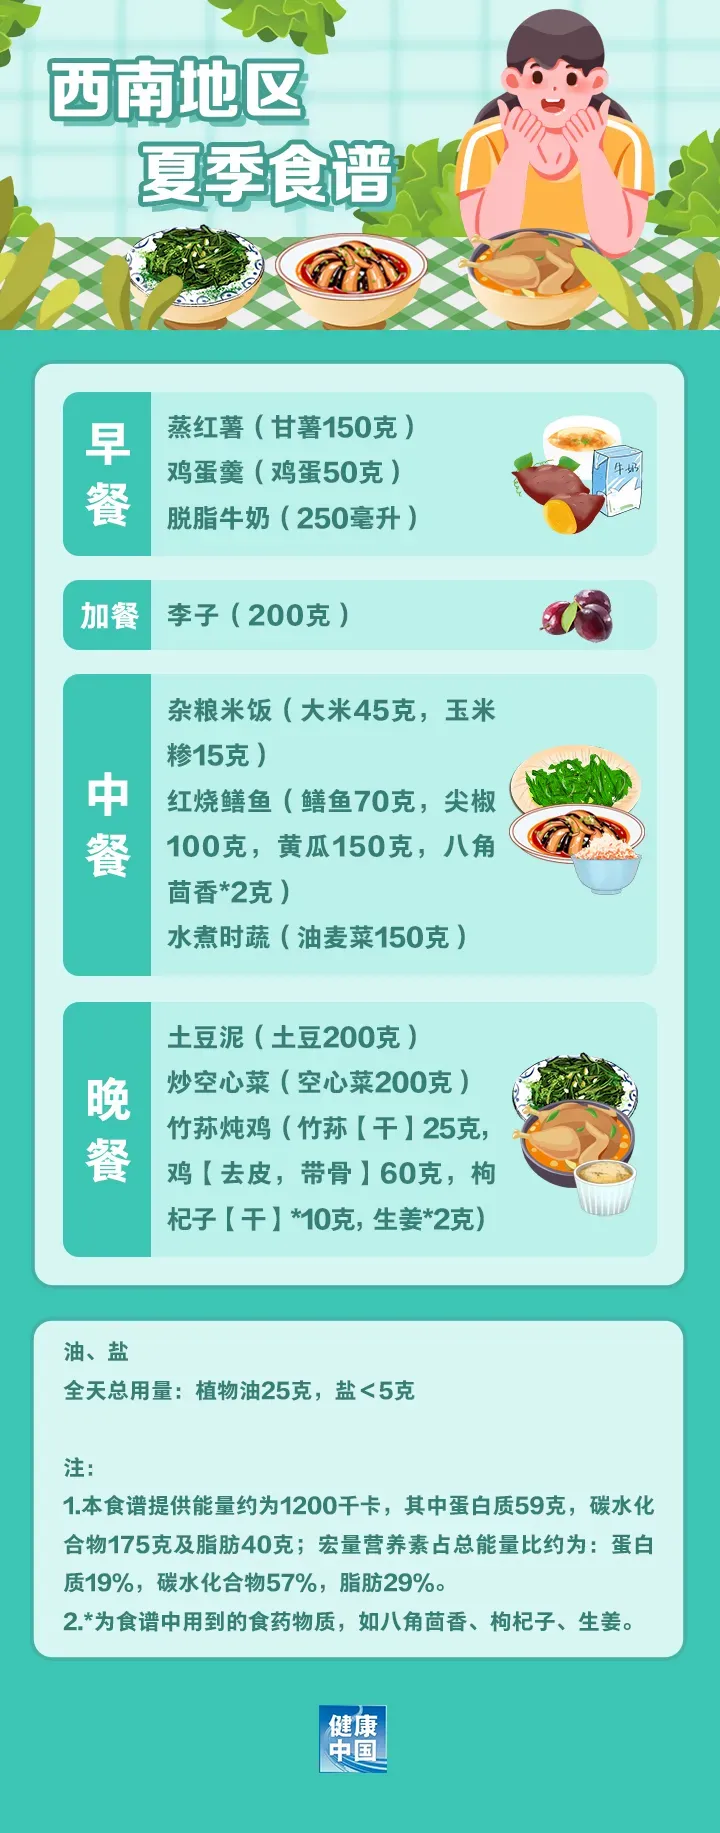 西南地区
夏季食谱
早
餐
蒸红薯（甘薯150克）
鸡蛋羹（鸡蛋50克）
脱脂牛奶（250毫升）
牛奶
加餐
李子（200克）
中
餐
杂粮米饭（大米45克，玉米
糁15克）
红烧鳝鱼（鳝鱼70克，尖椒
100克，黄瓜150克，八角
茴香*2克）
水煮时蔬（油麦菜150克）
晚
餐
土豆泥（土豆200克）
炒空心菜（空心菜200克）
竹荪炖鸡（竹荪【干】25克，
鸡【去皮，带骨】60克，枸
杞子【干】*10克，生姜*2克）
油、盐
全天总用量：植物油25克，盐＜5克
注：
1.本食谱提供能量约为1200千卡，其中蛋白质59克，碳水化
合物175克及脂肪40克；宏量营养素占总能量比约为：蛋白
质19%，碳水化合物57%，脂肪29%。
2.*为食谱中用到的食药物质，如八角茴香、枸杞子、生姜。
健康
中国